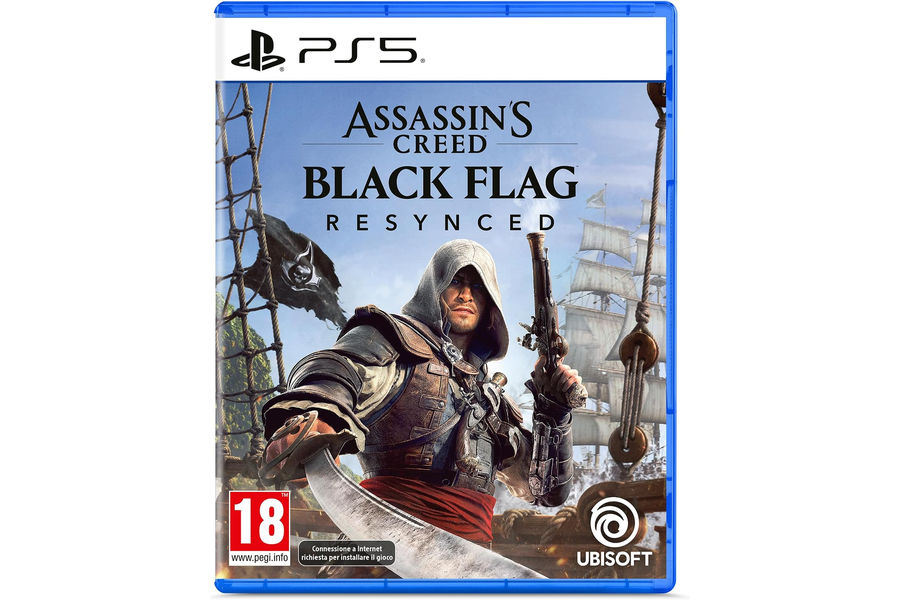 PS5
ASSASSIN'S
CREED
BLACK FLAG
RESYNCED
18
www.pegi.info
Connessione a Internet
richiesta per installare il gioco
UBISOFT